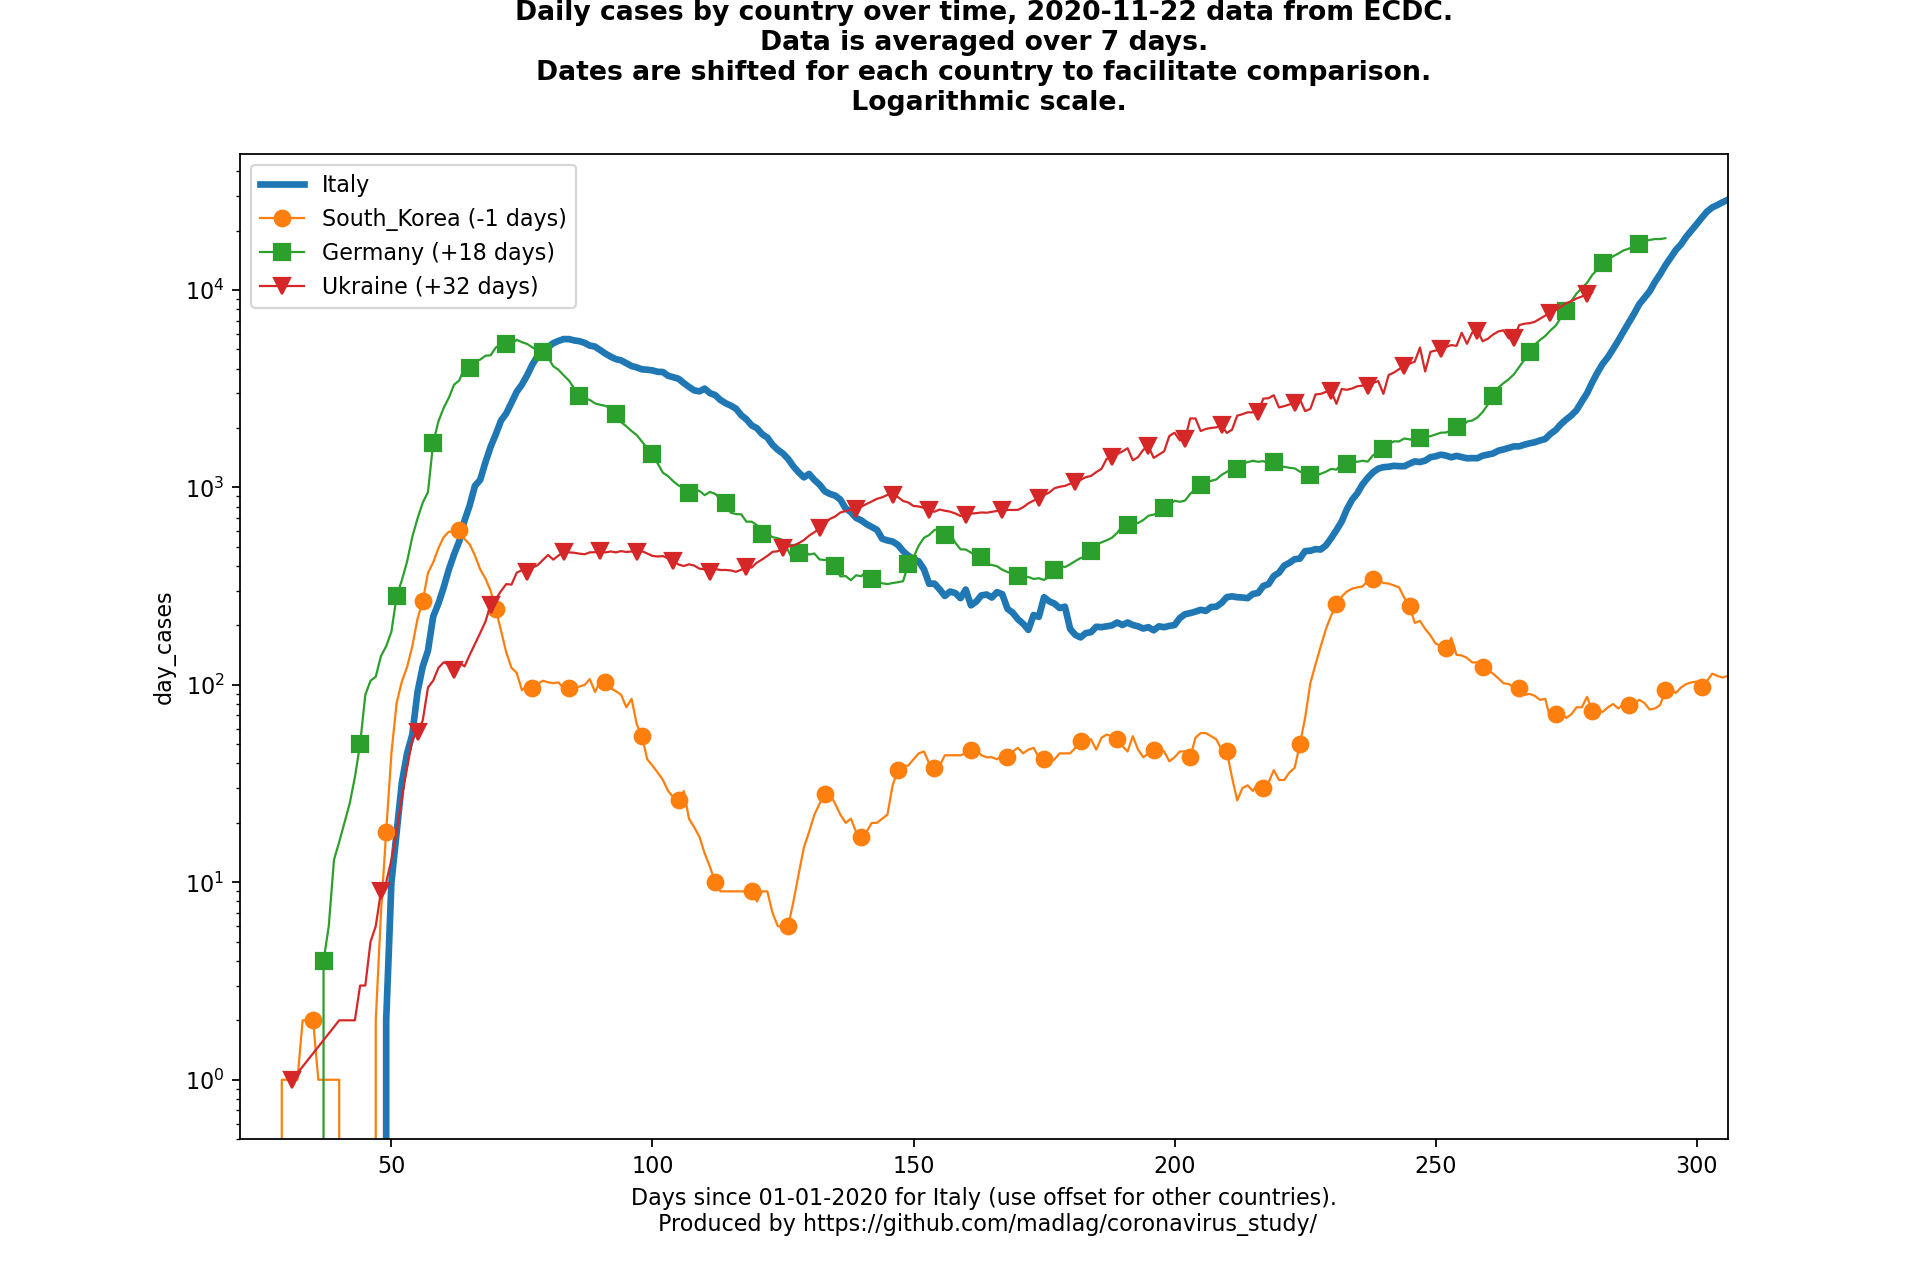 Daily cases by country over time, 2020-11-22 data from ECDC.
Data is averaged over 7 days.
Dates are shifted for each country to facilitate comparison.
Logarithmic scale.
Italy
South_Korea (-1 days)
Germany (+18 days)
Ukraine (+32 days)
day_cases
10⁴
10³
10²
10¹
10⁰
50 100 150 200 250 300
Days since 01-01-2020 for Italy (use offset for other countries).
Produced by https://github.com/madlag/coronavirus_study/